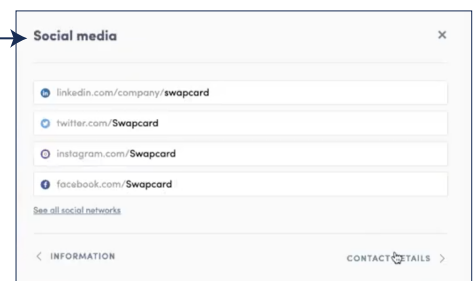 Social media
linkedin.com/company/swapcard
twitter.com/Swapcard
instagram.com/Swapcard
facebook.com/Swapcard
See all social networks
INFORMATION
CONTACT DETAILS